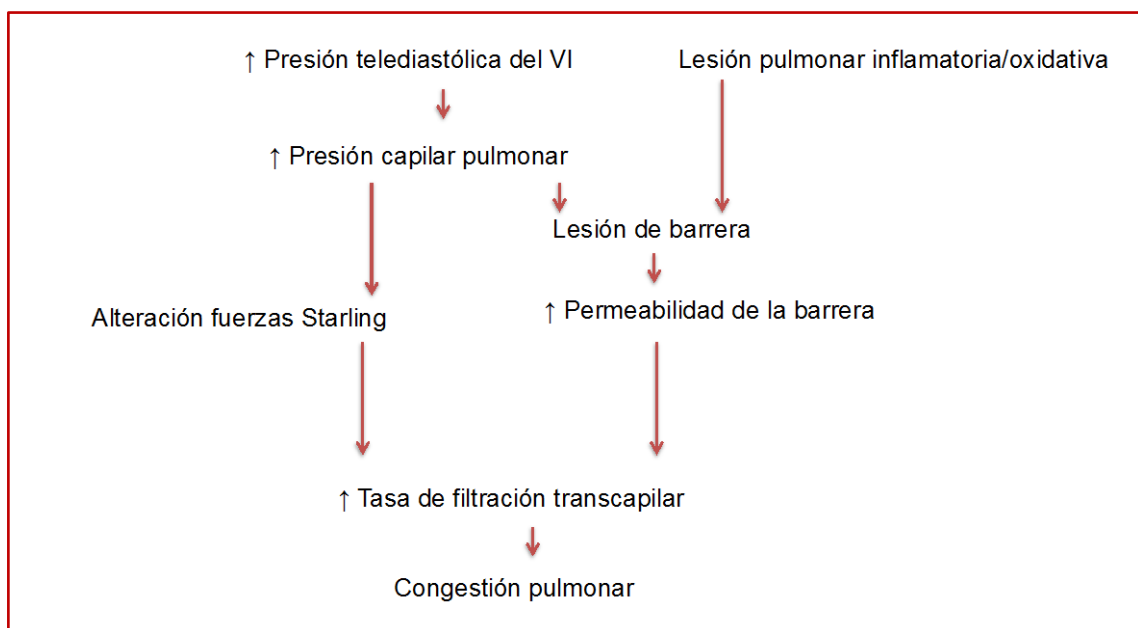 ↑ Presión telediastólica del VI
Lesión pulmonar inflamatoria/oxidativa
↑ Presión capilar pulmonar
Lesión de barrera
Alteración fuerzas Starling
↑ Permeabilidad de la barrera
↑ Tasa de filtración transcapilar
Congestión pulmonar